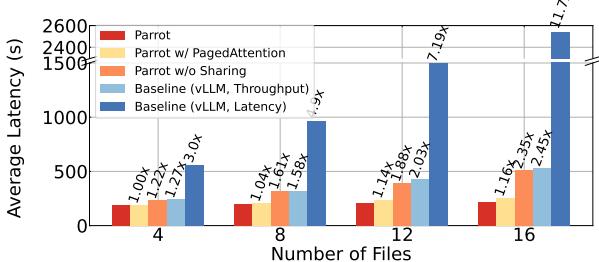 2600
2400
1500
1000
500
0
Average Latency (s)
Parrot
Parrot w/ PagedAttention
Parrot w/o Sharing
Baseline (vLLM, Throughput)
Baseline (vLLM, Latency)
1.00x 1.22x 1.27x 3.0x
1.04x 1.61x 1.58x
1.14x 1.88x 2.03x 7.19x
1.16x 2.35x 2.45x
4 8 12 16
Number of Files